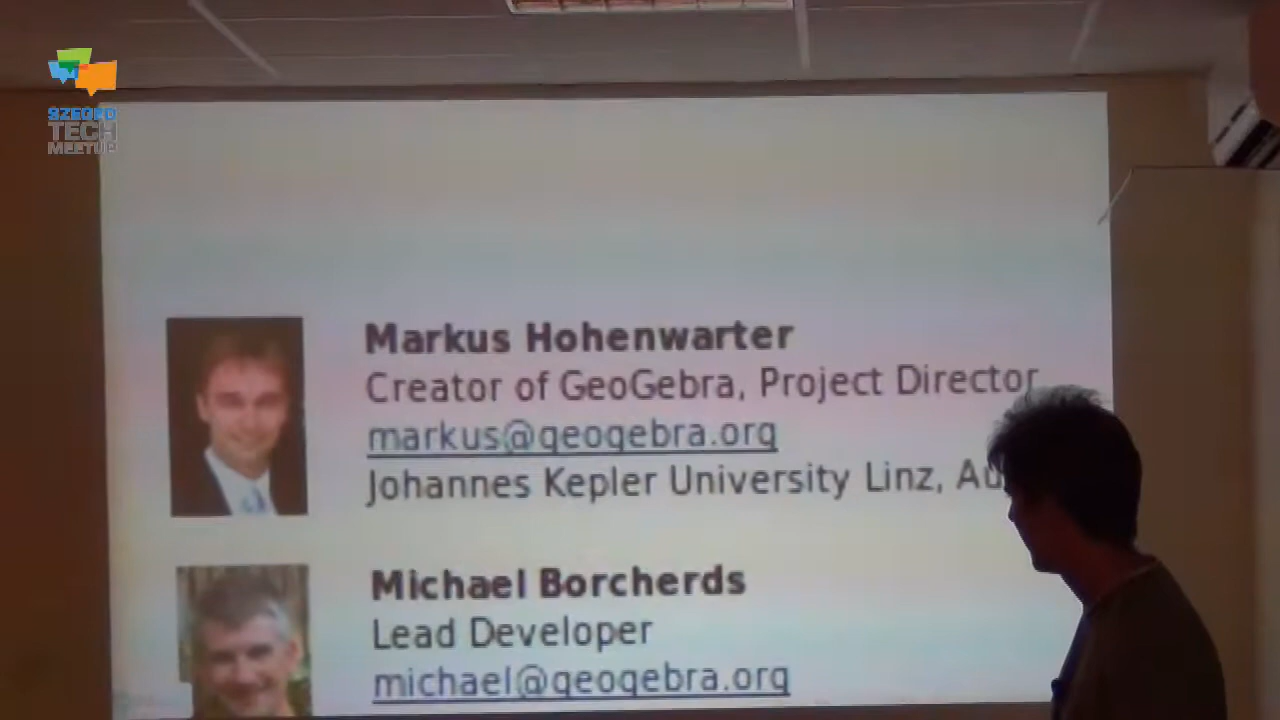 SZEGED
TECH
MEETUP
Markus Hohenwarter
Creator of GeoGebra, Project Director
markus@geogebra.org
Johannes Kepler University Linz, Au
Michael Borcherds
Lead Developer
michael@geogebra.org